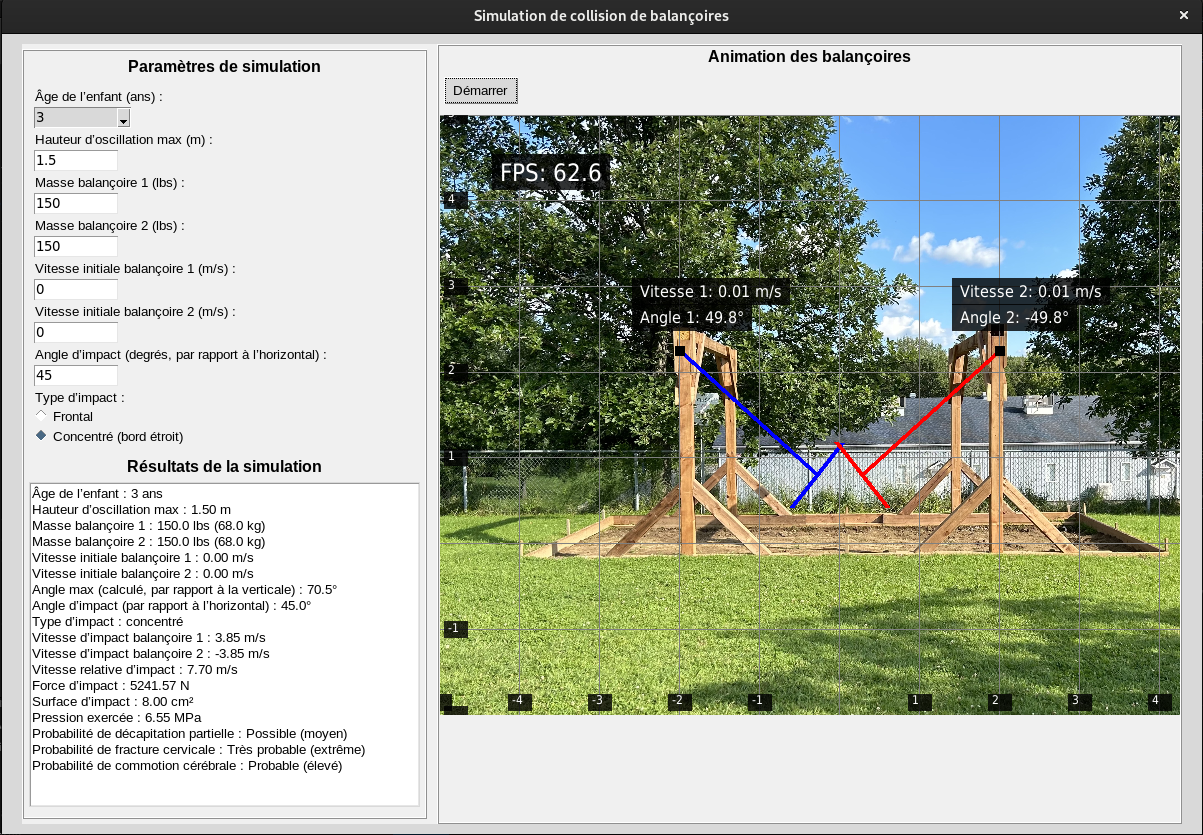 Simulation de collision de balançoires
×
Paramètres de simulation
Âge de l'enfant (ans) :
3
Hauteur d'oscillation max (m) :
1.5
Masse balançoire 1 (lbs) :
150
Masse balançoire 2 (lbs) :
150
Vitesse initiale balançoire 1 (m/s) :
0
Vitesse initiale balançoire 2 (m/s) :
0
Angle d'impact (degrés, par rapport à l'horizontal) :
45
Type d'impact :
Frontal
Concentré (bord étroit)
Résultats de la simulation
Âge de l'enfant : 3 ans
Hauteur d'oscillation max : 1.50 m
Masse balançoire 1 : 150.0 lbs (68.0 kg)
Masse balançoire 2 : 150.0 lbs (68.0 kg)
Vitesse initiale balançoire 1 : 0.00 m/s
Vitesse initiale balançoire 2 : 0.00 m/s
Angle max (calculé, par rapport à la verticale) : 70.5°
Angle d'impact (par rapport à l'horizontal) : 45.0°
Type d'impact : concentré
Vitesse d'impact balançoire 1 : 3.85 m/s
Vitesse d'impact balançoire 2 : -3.85 m/s
Vitesse relative d'impact : 7.70 m/s
Force d'impact : 5241.57 N
Surface d'impact : 8.00 cm²
Pression exercée : 6.55 MPa
Probabilité de décapitation partielle : Possible (moyen)
Probabilité de fracture cervicale : Très probable (extrême)
Probabilité de commotion cérébrale : Probable (élevé)
Animation des balançoires
Démarrer
FPS: 62.6
4
3
Vitesse 1: 0.01 m/s
Angle 1: 49.8°
Vitesse 2: 0.01 m/s
Angle 2: -49.8°
2
1
-1
-4
-3
-2
-1
1
2
3
4